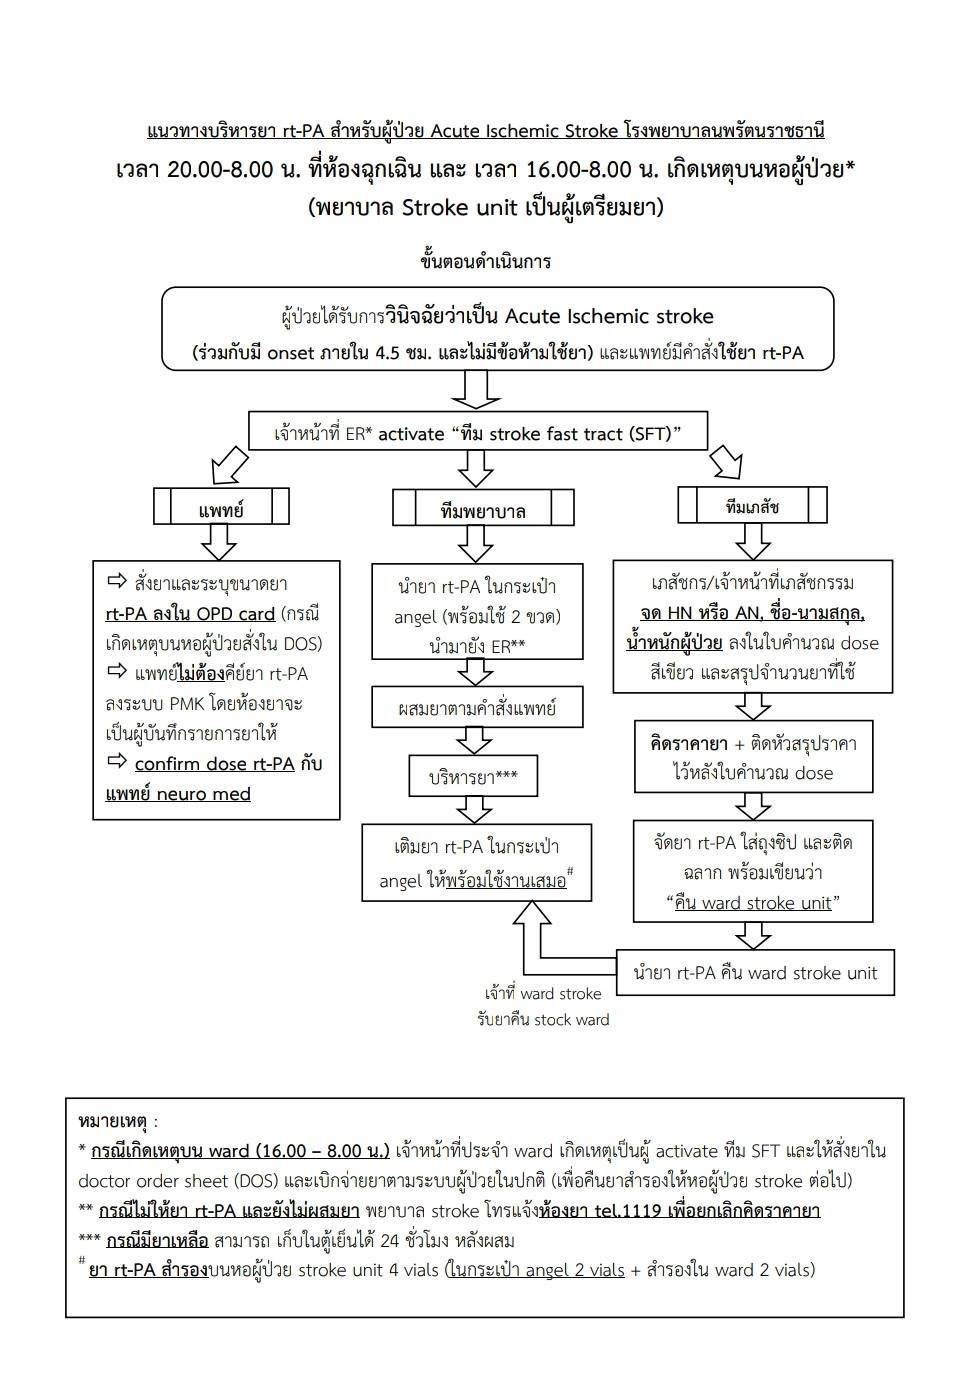 แนวทางบริหารยา rt-PA สำหรับผู้ป่วย Acute Ischemic Stroke โรงพยาบาลนพรัตนราชธานี
เวลา 20.00-8.00 น. ที่ห้องฉุกเฉิน และ เวลา 16.00-8.00 น. เกิดเหตุบนหอผู้ป่วย*
(พยาบาล Stroke unit เป็นผู้เตรียมยา)
ขั้นตอนดำเนินการ
ผู้ป่วยได้รับการวินิจฉัยว่าเป็น Acute Ischemic stroke
(ร่วมกับมี onset ภายใน 4.5 ชม. และไม่มีข้อห้ามใช้ยา) และแพทย์มีคำสั่งใช้ยา rt-PA
เจ้าหน้าที่ ER* activate “ทีม stroke fast tract (SFT)”
แพทย์
⇨ สั่งยาและระบุขนาดยา
rt-PA ลงใน OPD card (กรณี
เกิดเหตุบนหอผู้ป่วยสั่งใน DOS)
⇨ แพทย์ไม่ต้องคีย์ยา rt-PA
ลงระบบ PMK โดยห้องยาจะ
เป็นผู้บันทึกรายการยาให้
⇨ confirm dose rt-PA กับ
แพทย์ neuro med
ทีมพยาบาล
นำยา rt-PA ในกระเป๋า
angel (พร้อมใช้ 2 ขวด)
นำมายัง ER**
ผสมยาตามคำสั่งแพทย์
บริหารยา***
เติมยา rt-PA ในกระเป๋า
angel ให้พร้อมใช้งานเสมอ#
ทีมเภสัช
เภสัชกร/เจ้าหน้าที่เภสัชกรรม
จด HN หรือ AN, ชื่อ-นามสกุล,
น้ำหนักผู้ป่วย ลงในใบคำนวณ dose
สีเขียว และสรุปจำนวนยาที่ใช้
คิดราคายา + ติดหัวสรุปราคา
ไว้หลังใบคำนวณ dose
จัดยา rt-PA ใส่ถุงซิป และติด
ฉลาก พร้อมเขียนว่า
“คืน ward stroke unit”
นำยา rt-PA คืน ward stroke unit
เจ้าที่ ward stroke
รับยาคืน stock ward
หมายเหตุ :
* กรณีเกิดเหตุบน ward (16.00 – 8.00 น.) เจ้าหน้าที่ประจำ ward เกิดเหตุเป็นผู้ activate ทีม SFT และให้สั่งยาใน
doctor order sheet (DOS) และเบิกจ่ายยาตามระบบผู้ป่วยในปกติ (เพื่อคืนยาสำรองให้หอผู้ป่วย stroke ต่อไป)
** กรณีไม่ให้ยา rt-PA และยังไม่ผสมยา พยาบาล stroke โทรแจ้งห้องยา tel.1119 เพื่อยกเลิกคิดราคายา
*** กรณีมียาเหลือ สามารถ เก็บในตู้เย็นได้ 24 ชั่วโมง หลังผสม
# ยา rt-PA สำรองบนหอผู้ป่วย stroke unit 4 vials (ในกระเป๋า angel 2 vials + สำรองใน ward 2 vials)